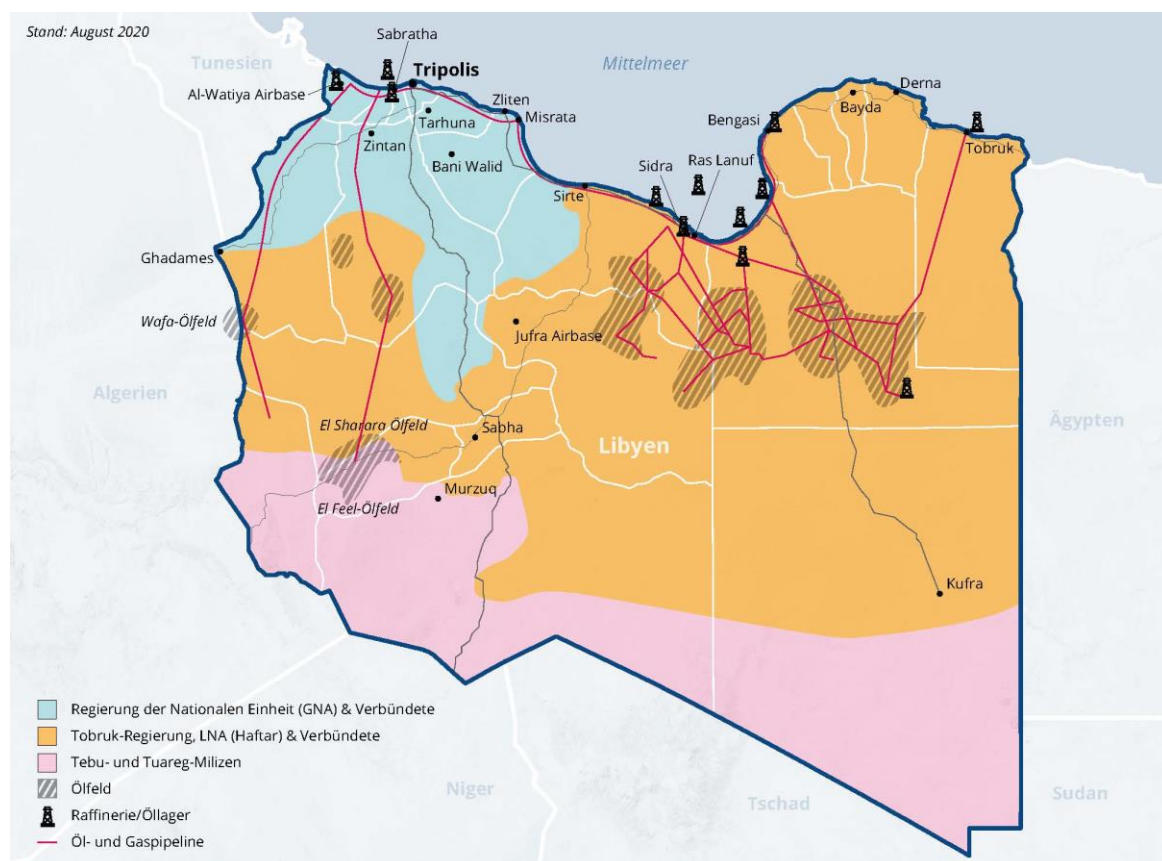 Stand: August 2020
Sabratha
Tunesien
Tripolis
Mittelmeer
Al-Watiya Airbase
Derna
Zliten
Bayda
Tarhuna
Misrata
Bengasi
Zintan
Tobruk
Bani Walid
Sidra
Ras Lanuf
Sirte
Ghadames
Wafa-Ölfeld
Jufra Airbase
Algerien
Ägypten
El Sharara Ölfeld
Sabha
Libyen
Murzuq
El Feel-Ölfeld
Kufra
Regierung der Nationalen Einheit (GNA) & Verbündete
Tobruk-Regierung, LNA (Haftar) & Verbündete
Tebu- und Tuareg-Milizen
Ölfeld
Raffinerie/Öllager
Öl- und Gaspipeline
Niger
Tschad
Sudan